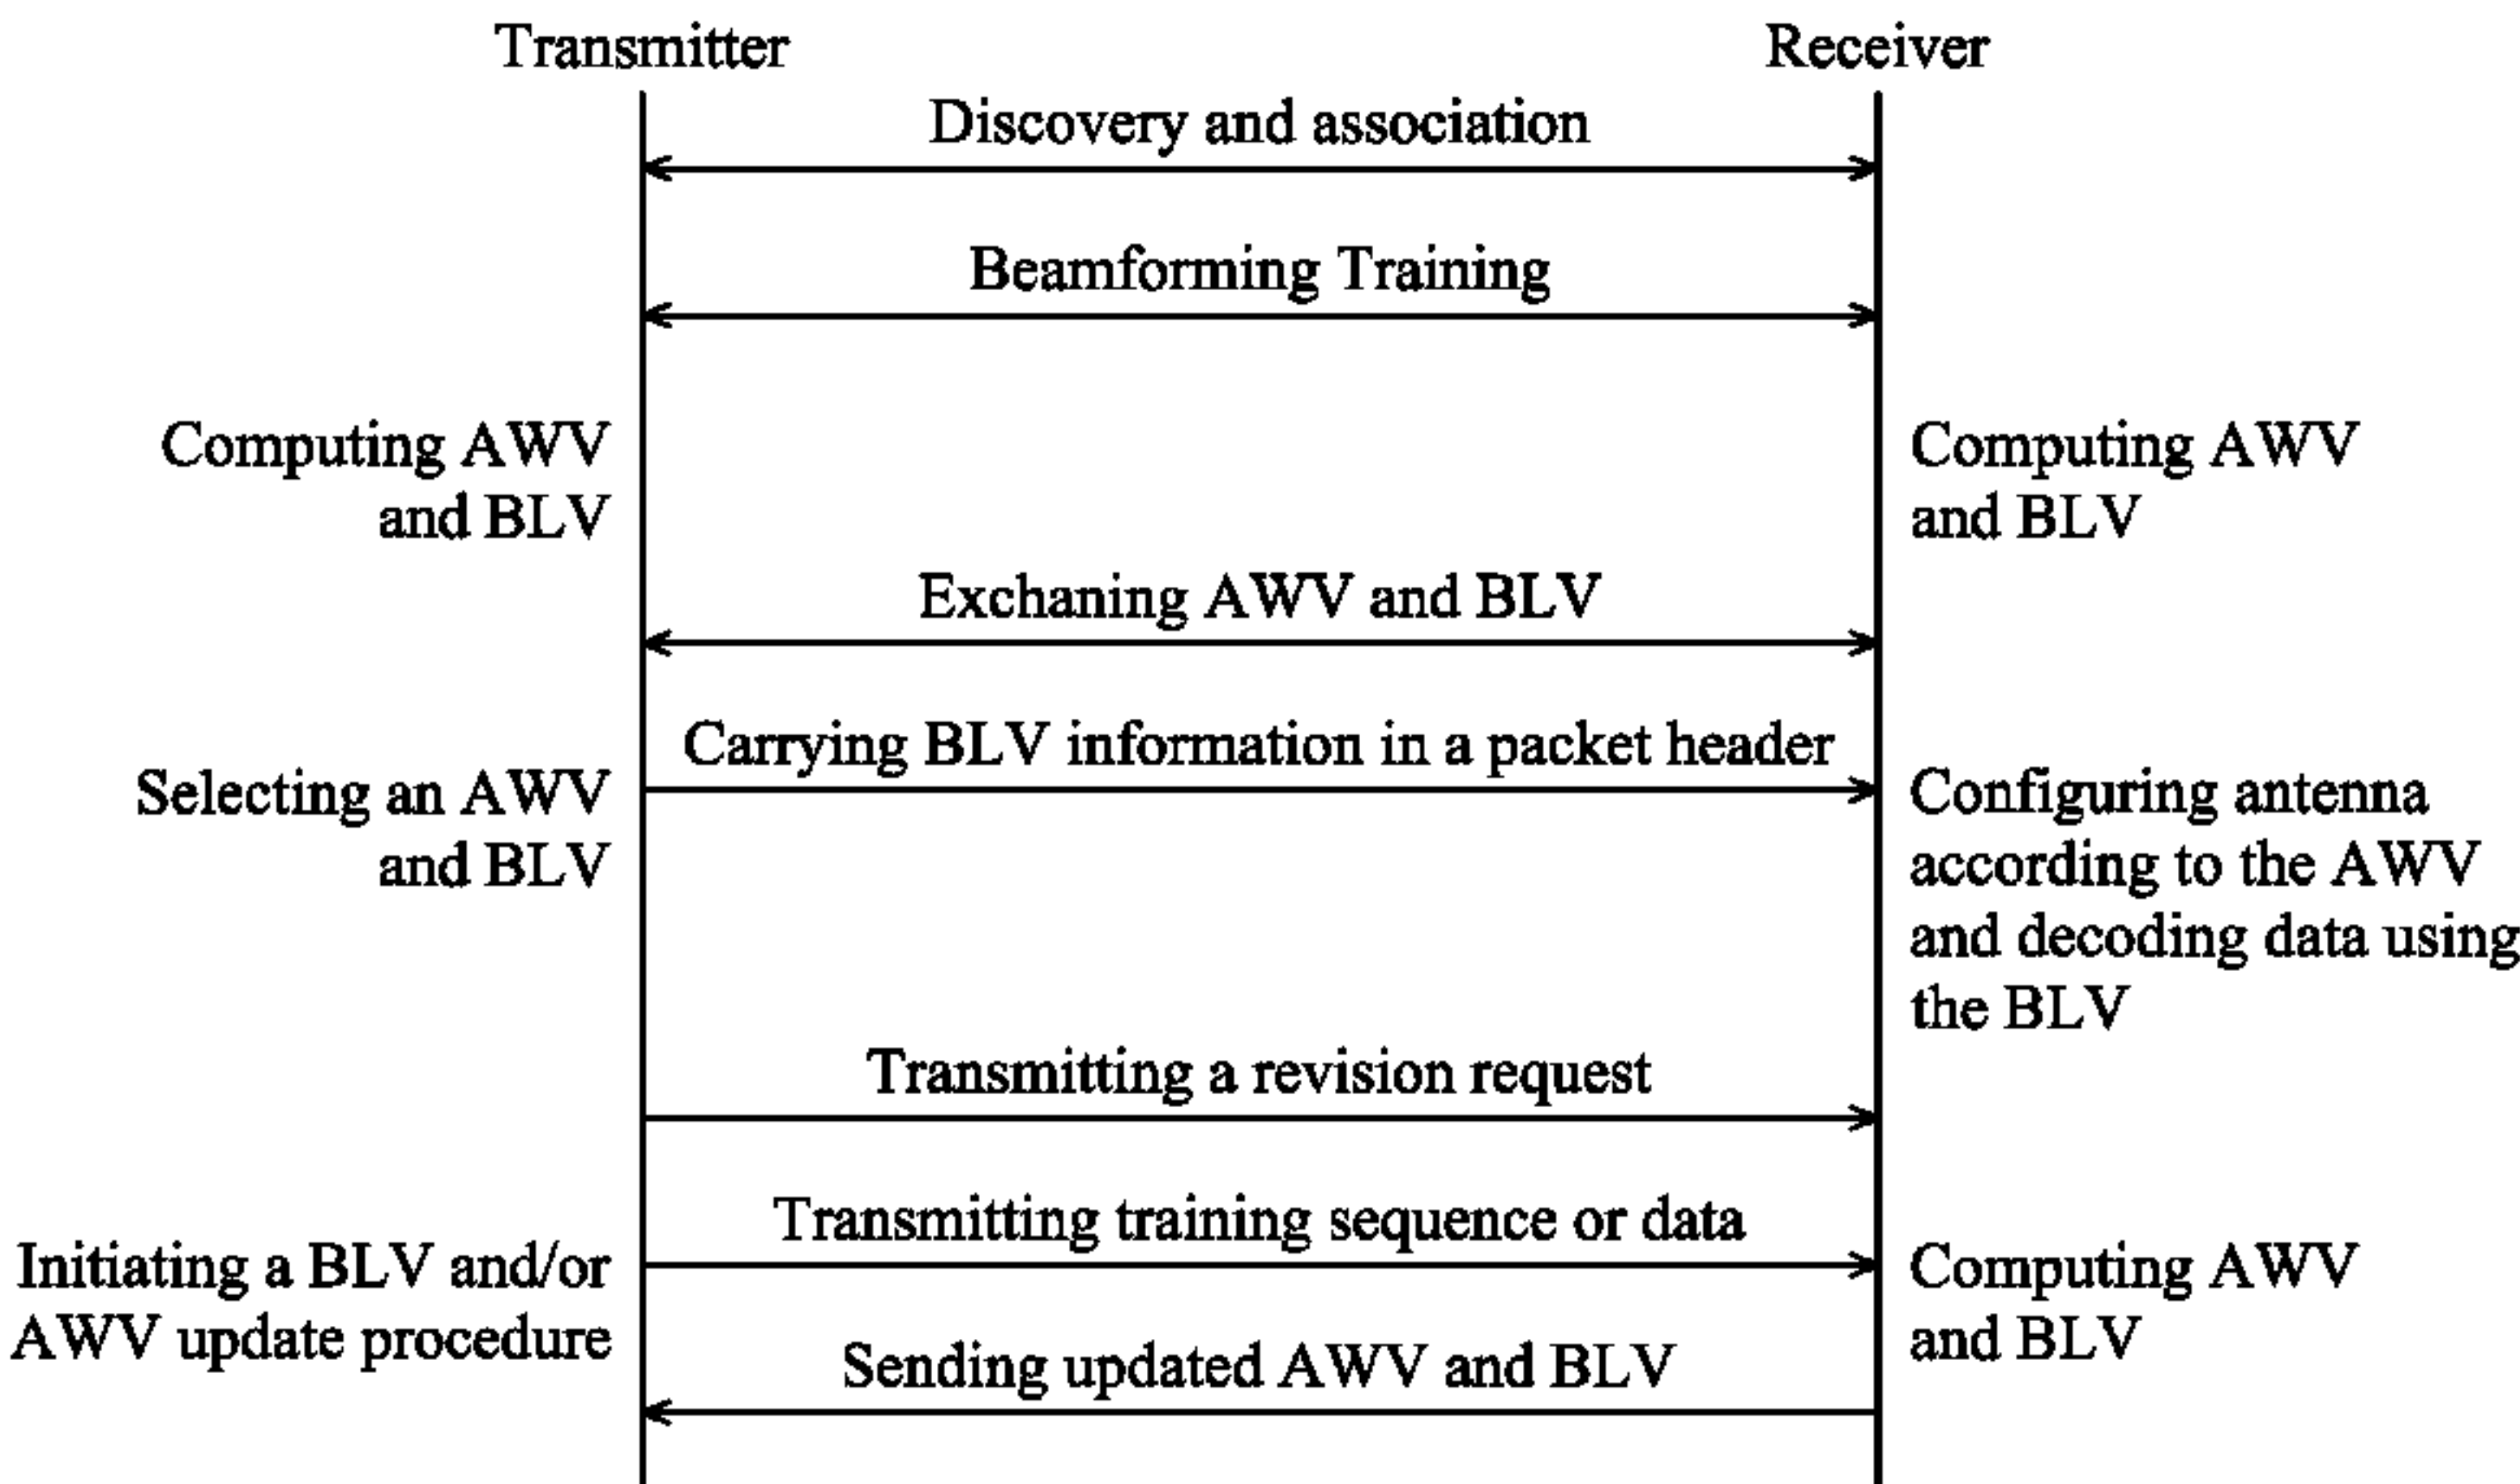 Transmitter
Receiver
Discovery and association
Beamforming Training
Computing AWV
and BLV
Computing AWV
and BLV
Exchaning AWV and BLV
Carrying BLV information in a packet header
Selecting an AWV
and BLV
Configuring antenna
according to the AWV
and decoding data using
the BLV
Transmitting a revision request
Transmitting training sequence or data
Initiating a BLV and/or
AWV update procedure
Computing AWV
and BLV
Sending updated AWV and BLV